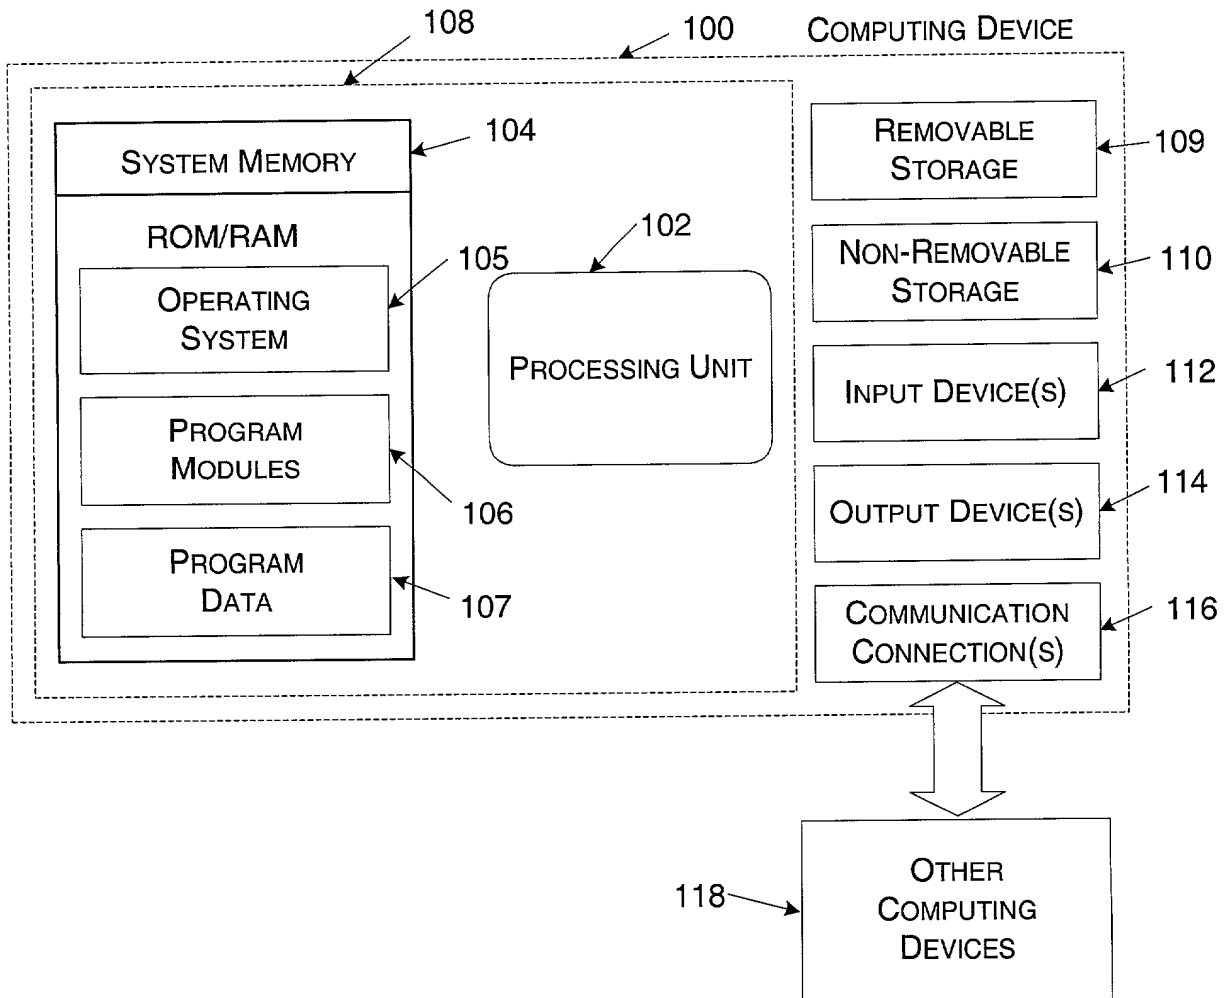 108
100
COMPUTING DEVICE
104
SYSTEM MEMORY
REMOVABLE
STORAGE
109
ROM/RAM
105
OPERATING
SYSTEM
102
PROCESSING UNIT
NON-REMOVABLE
STORAGE
110
INPUT DEVICE(S)
112
PROGRAM
MODULES
106
OUTPUT DEVICE(S)
114
PROGRAM
DATA
107
COMMUNICATION
CONNECTION(S)
116
118
OTHER
COMPUTING
DEVICES